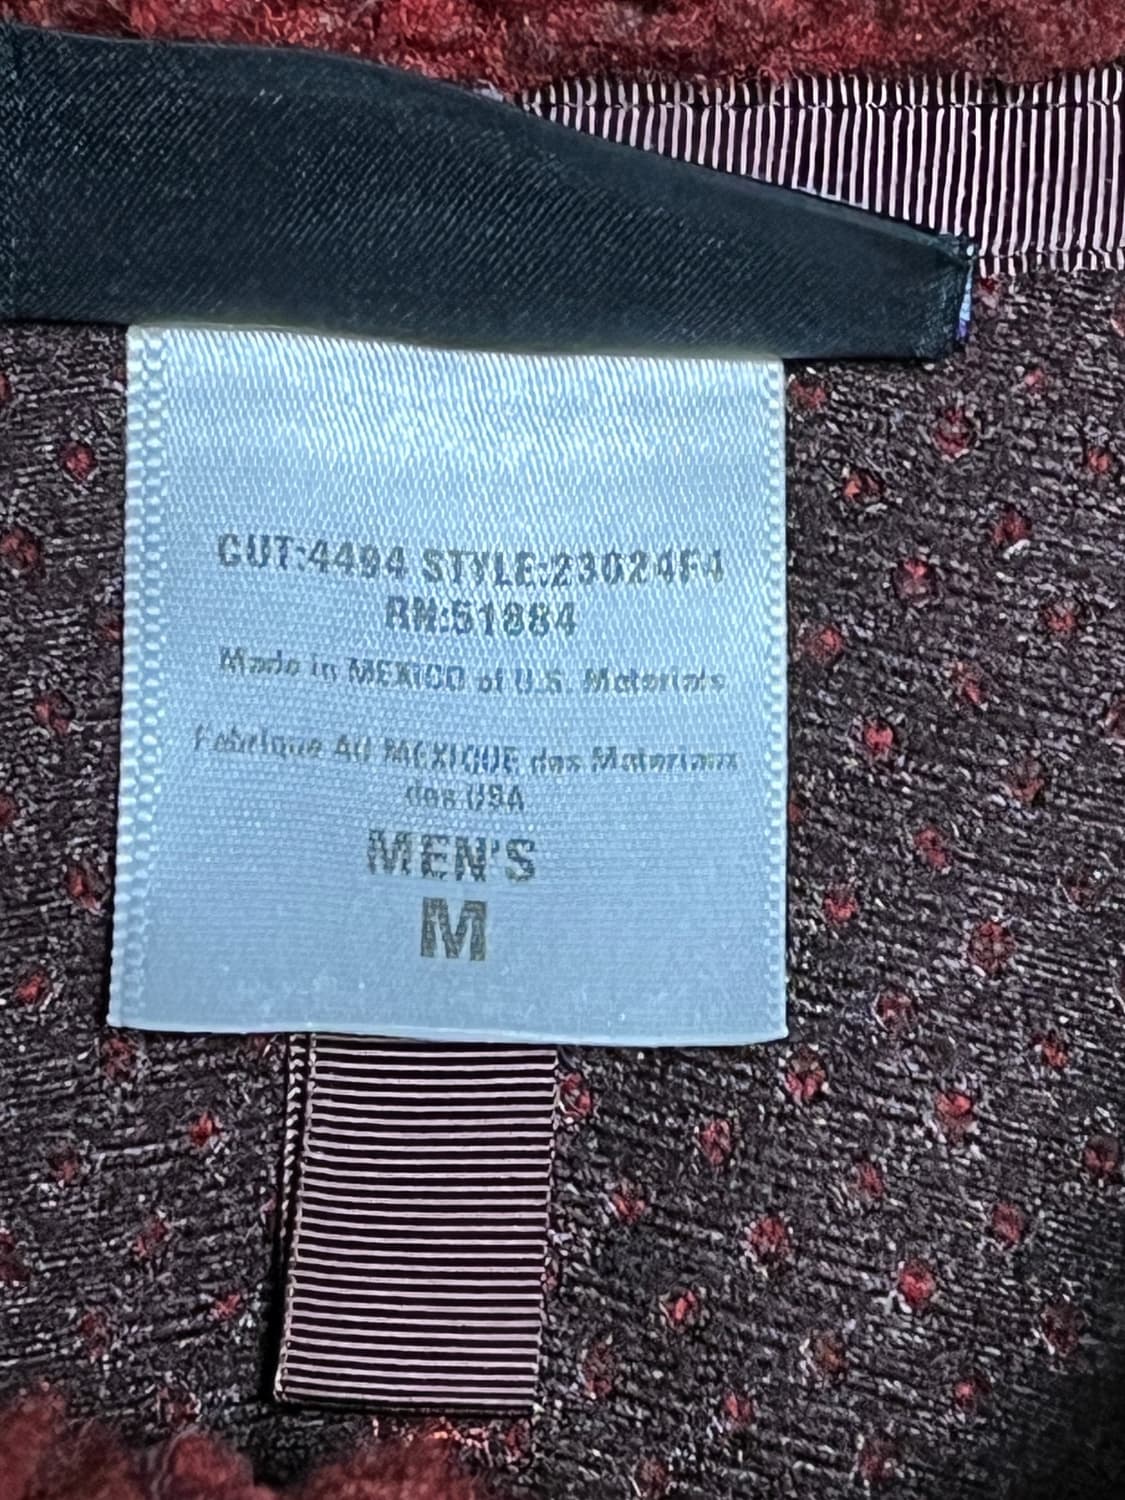 CUT:4494 STYLE:23024F4
RN:51884
Made in MEXICO of U.S. Materials
Fabrique AU MEXIQUE des Materiaux
des USA
MEN'S
M